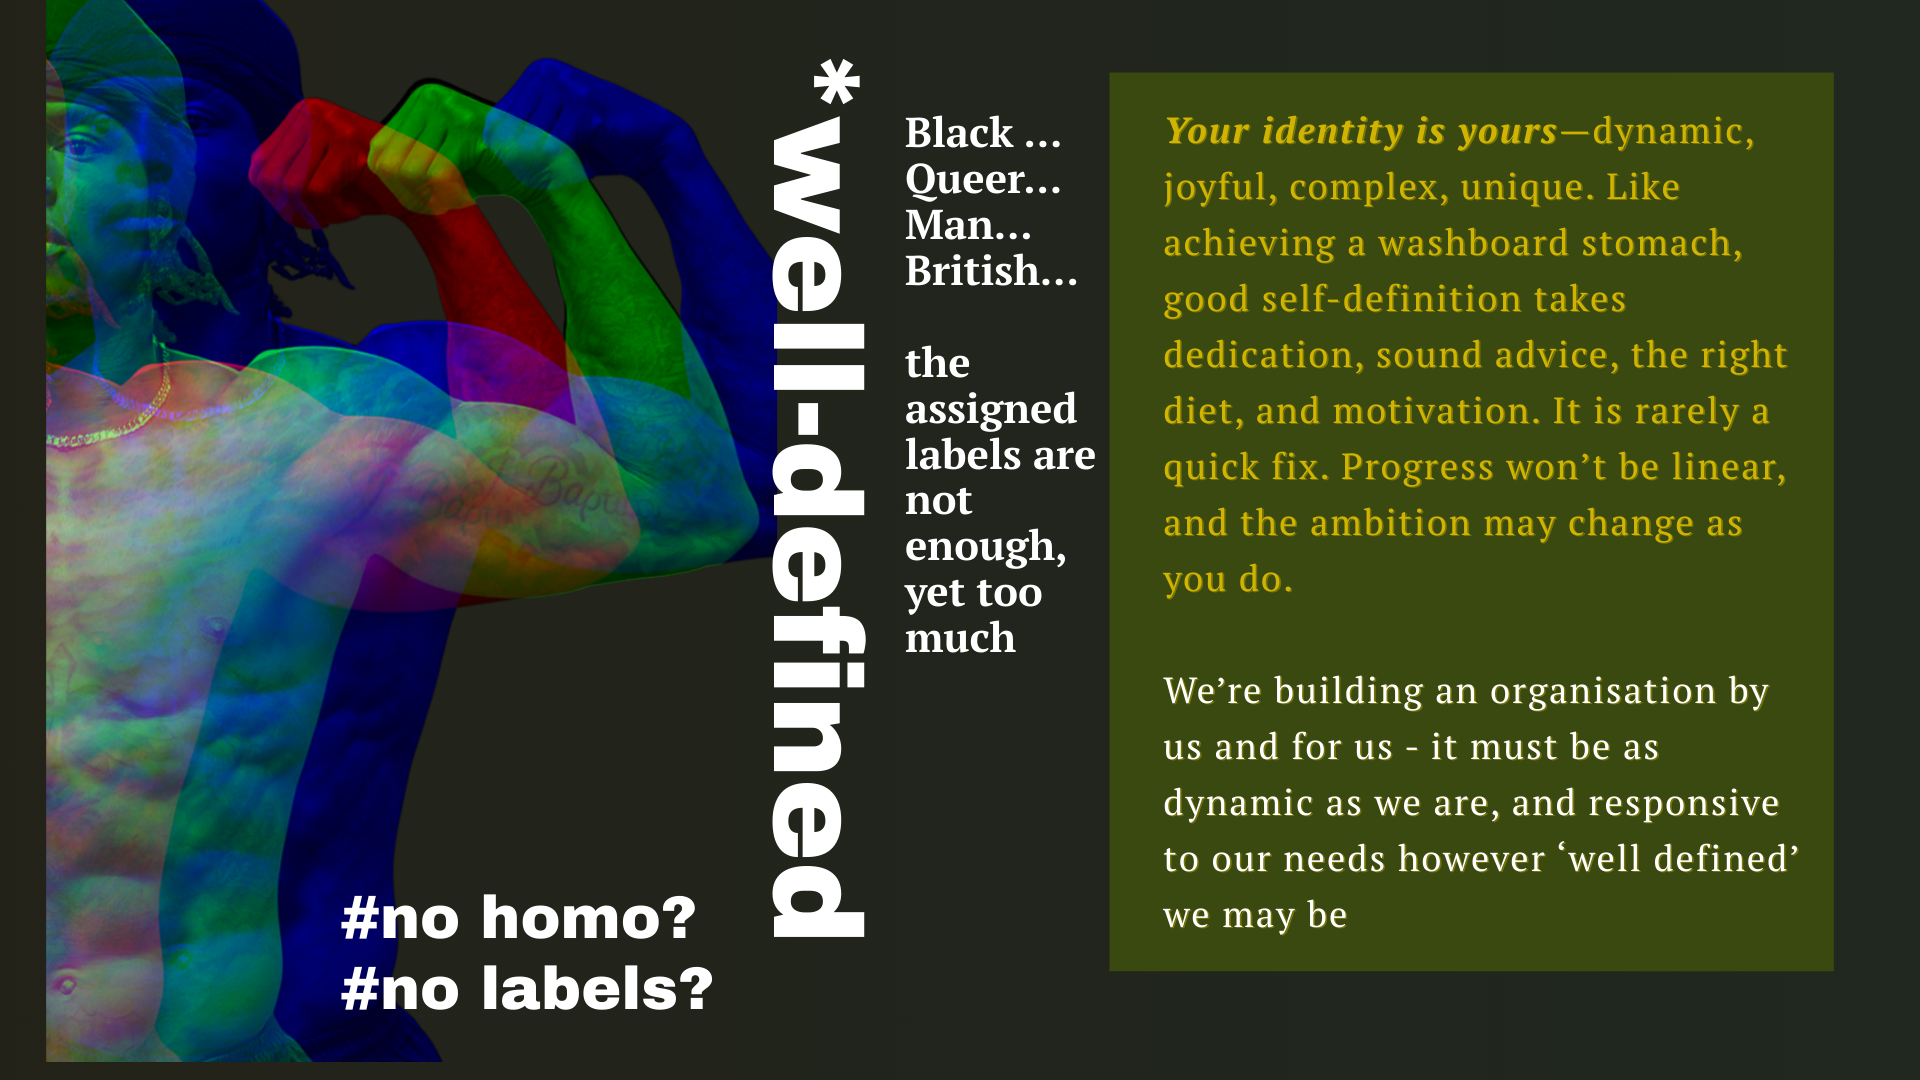 *well-defined
Black ...
Queer...
Man...
British...
the
assigned
labels are
not
enough,
yet too
much
Your identity is yours—dynamic,
joyful, complex, unique. Like
achieving a washboard stomach,
good self-definition takes
dedication, sound advice, the right
diet, and motivation. It is rarely a
quick fix. Progress won’t be linear,
and the ambition may change as
you do.
We’re building an organisation by
us and for us - it must be as
dynamic as we are, and responsive
to our needs however ‘well defined’
we may be
#no homo?
#no labels?